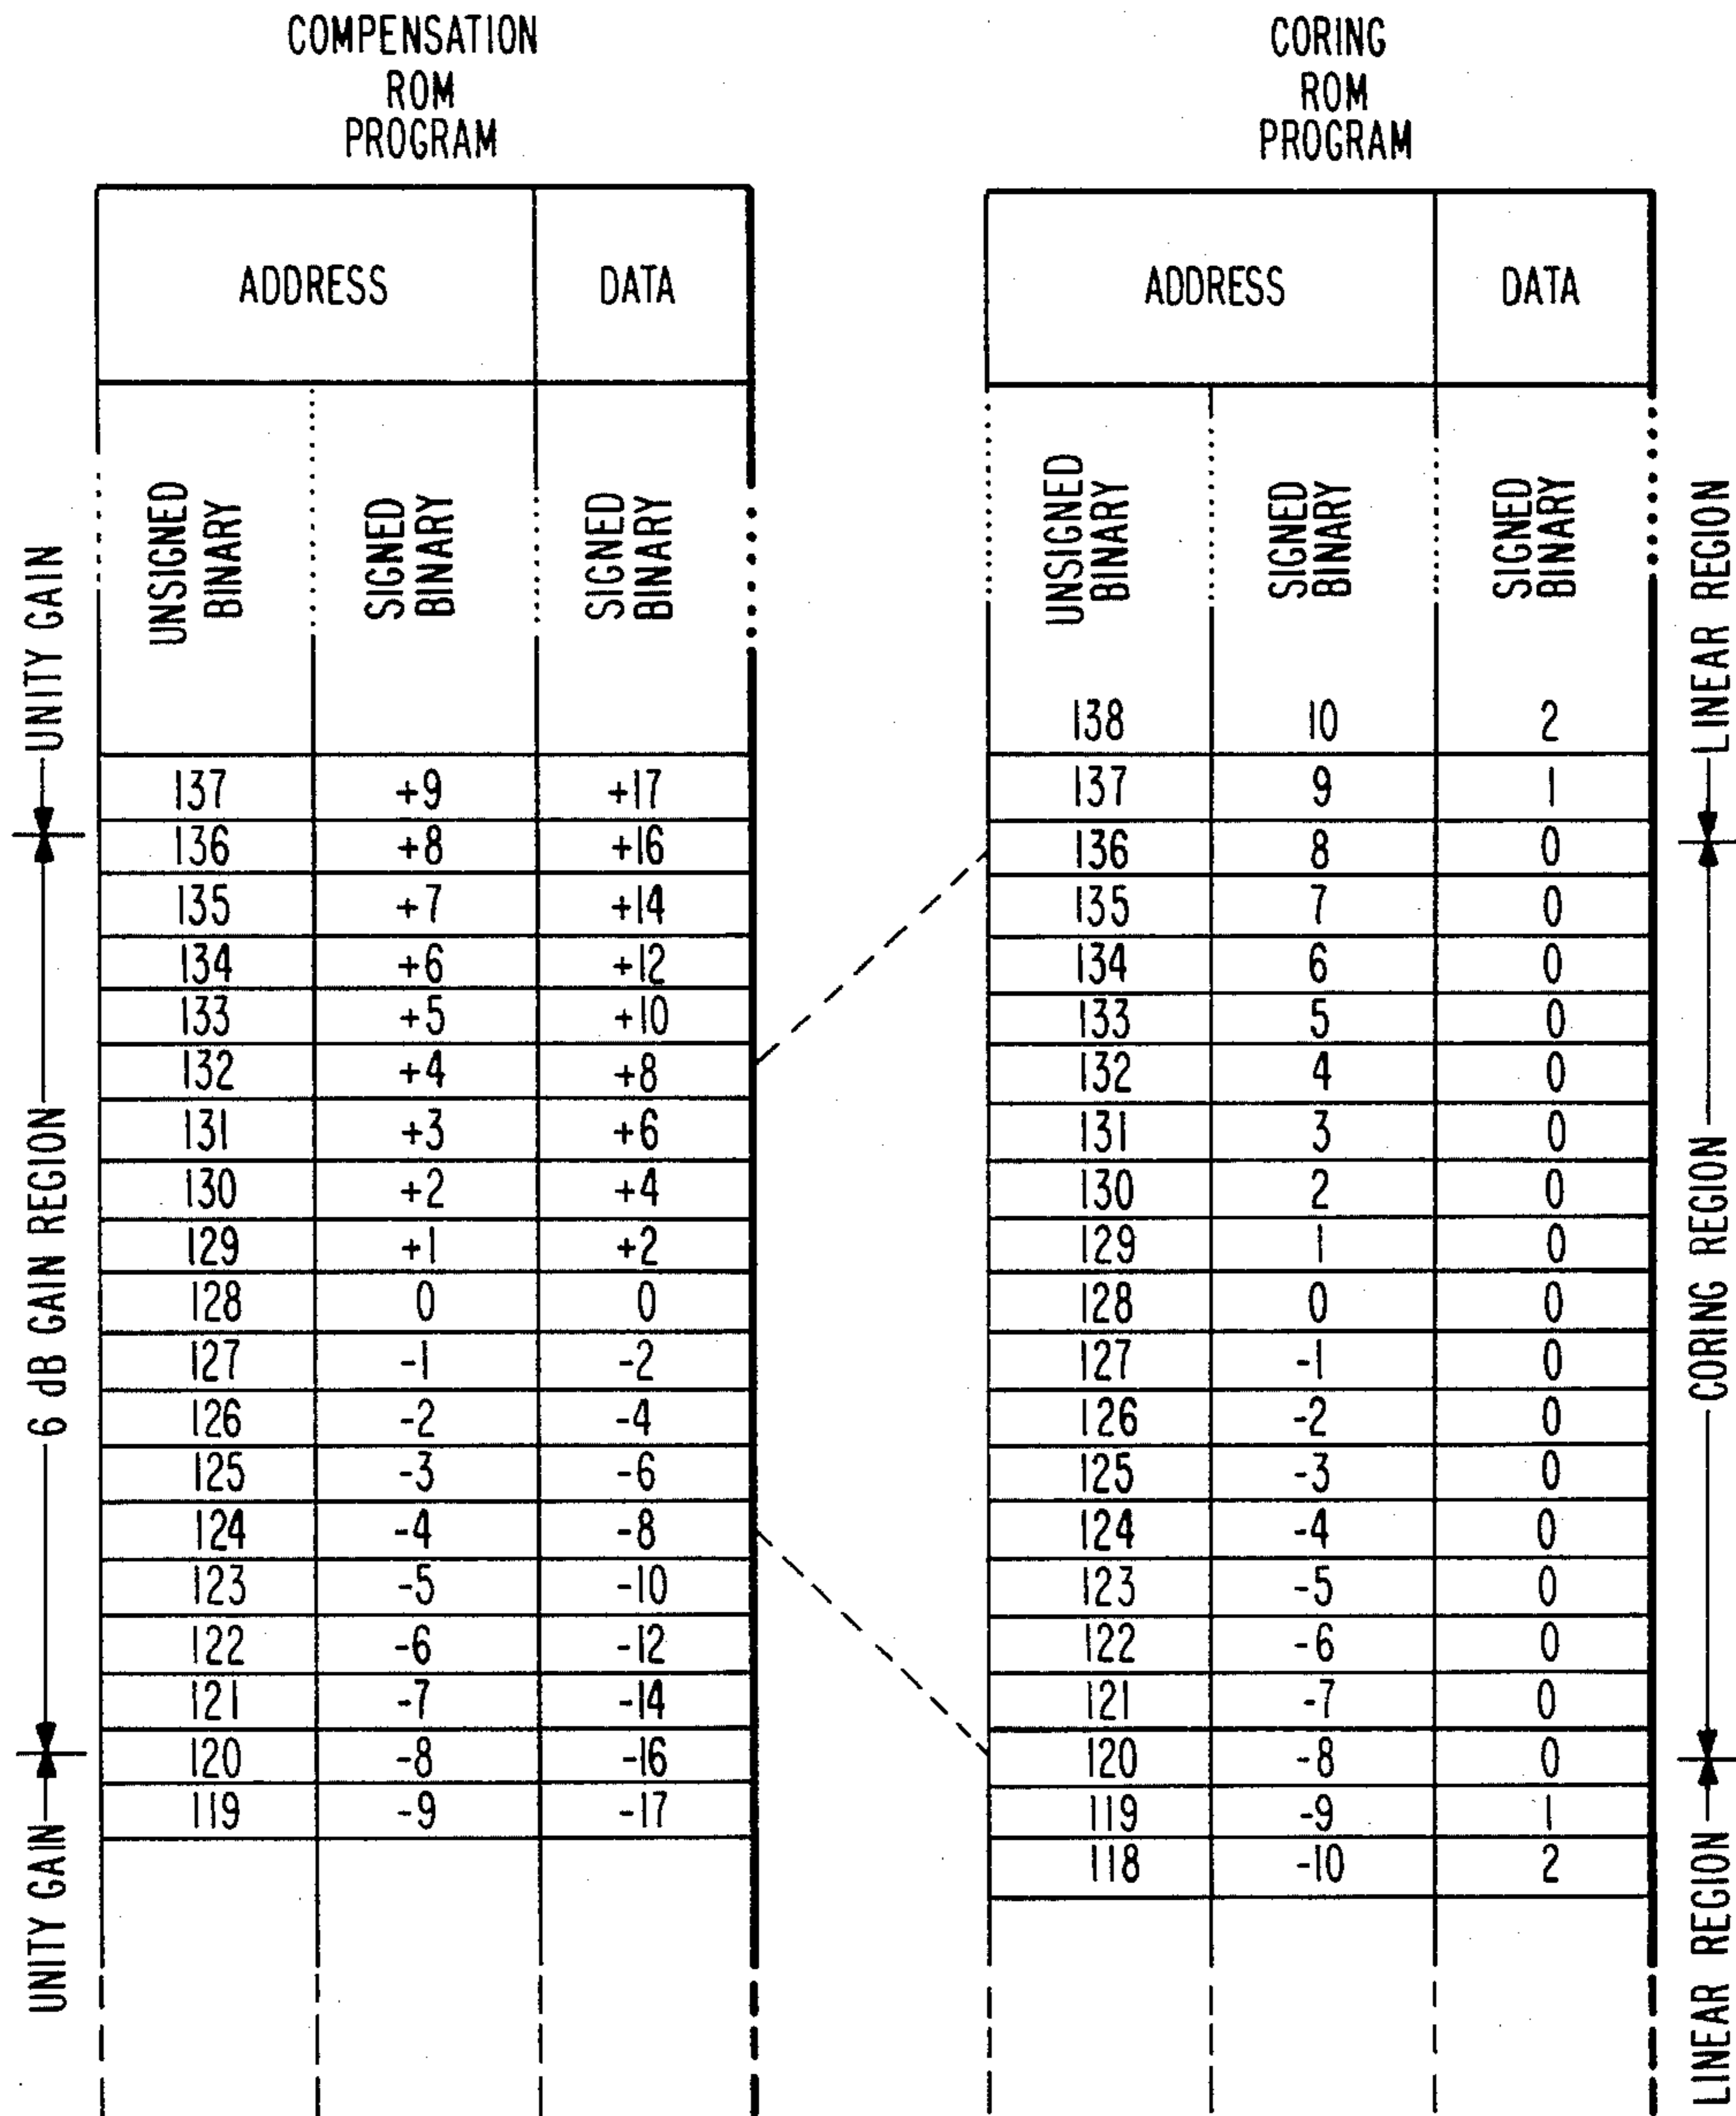 COMPENSATION
ROM
PROGRAM
ADDRESS DATA
UNSIGNED
BINARY
SIGNED
BINARY
SIGNED
BINARY
137 +9 +17
136 +8 +16
135 +7 +14
134 +6 +12
133 +5 +10
132 +4 +8
131 +3 +6
130 +2 +4
129 +1 +2
128 0 0
127 -1 -2
126 -2 -4
125 -3 -6
124 -4 -8
123 -5 -10
122 -6 -12
121 -7 -14
120 -8 -16
119 -9 -17
UNITY GAIN
6 dB GAIN REGION
UNITY GAIN
CORING
ROM
PROGRAM
ADDRESS DATA
UNSIGNED
BINARY
SIGNED
BINARY
SIGNED
BINARY
138 10 2
137 9 1
136 8 0
135 7 0
134 6 0
133 5 0
132 4 0
131 3 0
130 2 0
129 1 0
128 0 0
127 -1 0
126 -2 0
125 -3 0
124 -4 0
123 -5 0
122 -6 0
121 -7 0
120 -8 0
119 -9 1
118 -10 2
LINEAR REGION
CORING REGION
LINEAR REGION